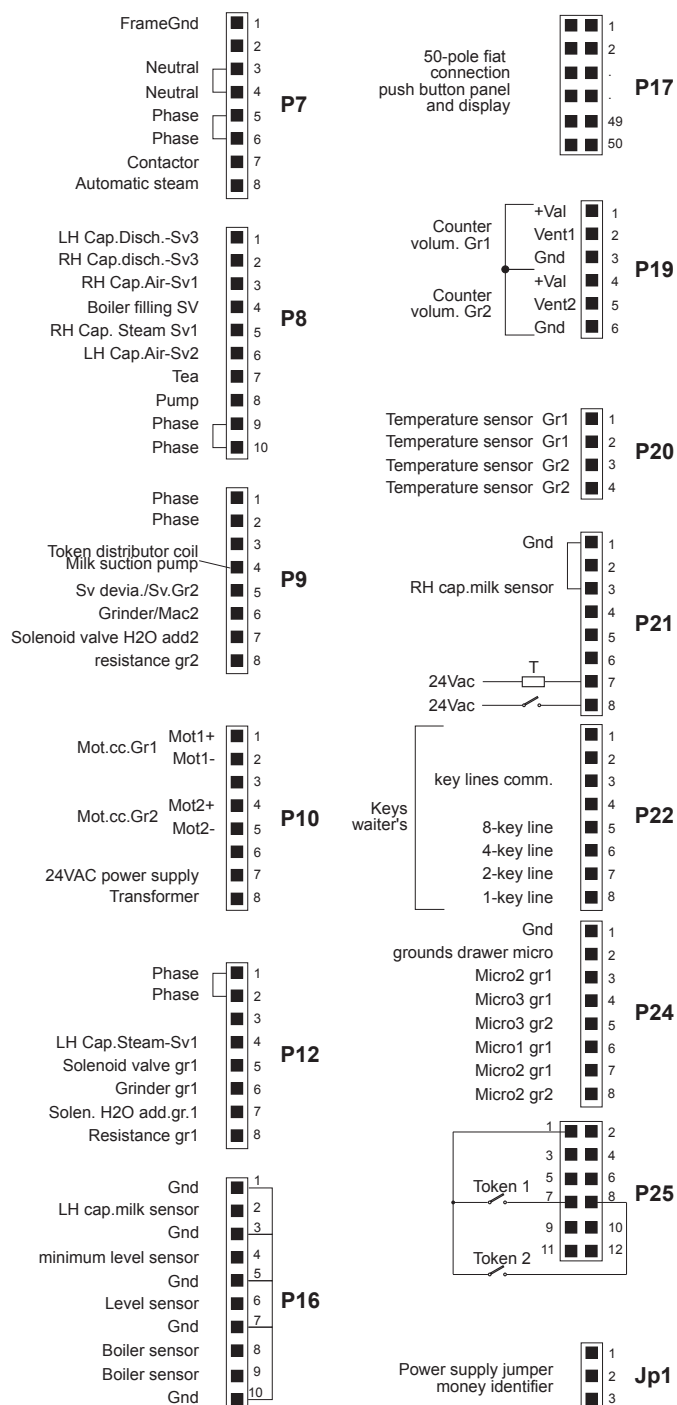 FrameGnd 1
2
Neutral 3
Neutral 4
Phase 5
Phase 6
Contactor 7
Automatic steam 8
P7
LH Cap.Disch.-Sv3 1
RH Cap.disch.-Sv3 2
RH Cap.Air-Sv1 3
Boiler filling SV 4
RH Cap. Steam Sv1 5
LH Cap.Air-Sv2 6
Tea 7
Pump 8
Phase 9
Phase 10
P8
Phase 1
Phase 2
3
Token distributor coil
Milk suction pump 4
Sv devia./Sv.Gr2 5
Grinder/Mac2 6
Solenoid valve H2O add2 7
resistance gr2 8
P9
Mot.cc.Gr1
Mot1+ 1
Mot1- 2
3
Mot.cc.Gr2
Mot2+ 4
Mot2- 5
6
24VAC power supply 7
Transformer 8
P10
Phase 1
Phase 2
3
LH Cap.Steam-Sv1 4
Solenoid valve gr1 5
Grinder gr1 6
Solen. H2O add.gr.1 7
Resistance gr1 8
P12
Gnd 1
LH cap.milk sensor 2
Gnd 3
minimum level sensor 4
Gnd 5
Level sensor 6
Gnd 7
Boiler sensor 8
Boiler sensor 9
Gnd 10
P16
50-pole fiat
connection
push button panel
and display
1
2
.
.
49
50
P17
Counter
volum. Gr1
+Val 1
Vent1 2
Gnd 3
Counter
volum. Gr2
+Val 4
Vent2 5
Gnd 6
P19
Temperature sensor Gr1 1
Temperature sensor Gr1 2
Temperature sensor Gr2 3
Temperature sensor Gr2 4
P20
Gnd 1
2
RH cap.milk sensor 3
4
5
6
T
24Vac 7
24Vac 8
P21
Keys
waiter's
1
2
key lines comm. 3
4
8-key line 5
4-key line 6
2-key line 7
1-key line 8
P22
Gnd 1
grounds drawer micro 2
Micro2 gr1 3
Micro3 gr1 4
Micro3 gr2 5
Micro1 gr1 6
Micro2 gr1 7
Micro2 gr2 8
P24
1 2
3 4
5 6
Token 1
7 8
9 10
11 12
Token 2
P25
Power supply jumper
money identifier
1
2
3
Jp1